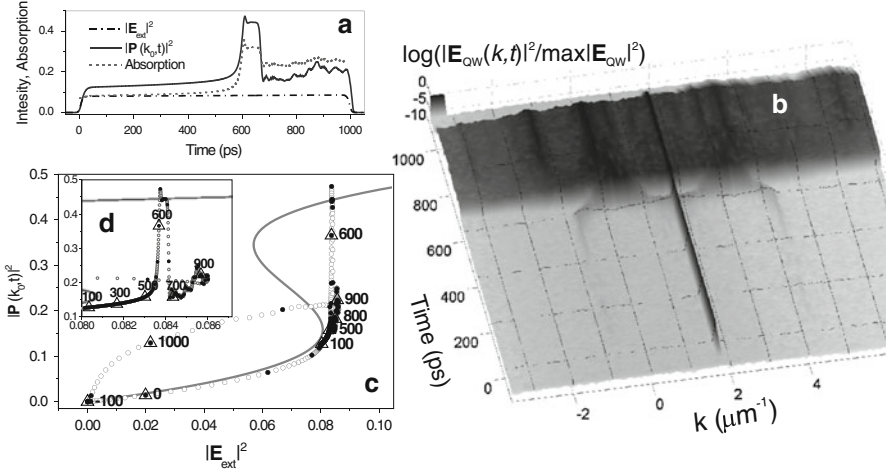 a
|E_ext|²
|P (k₀,t)|²
Absorption
Intesity, Absorption
0.4
0.2
0.0
0 200 400 600 800 1000
Time (ps)
log(|E_QW(k,t)|²/max|E_QW|²)
b
0
-5
-10
1000
800
600
400
200
0
Time (ps)
-2 0 2 4
k (μm⁻¹)
0.5
0.4
0.3
0.2
0.1
0.0
|P (k₀,t)|²
0.00 0.02 0.04 0.06 0.08 0.10
|E_ext|²
c
600
900
800
500
100
1000
-100
0
d
0.5
0.4
0.3
0.2
0.1
0.080 0.082 0.084 0.086
600
900
100
300
500
700